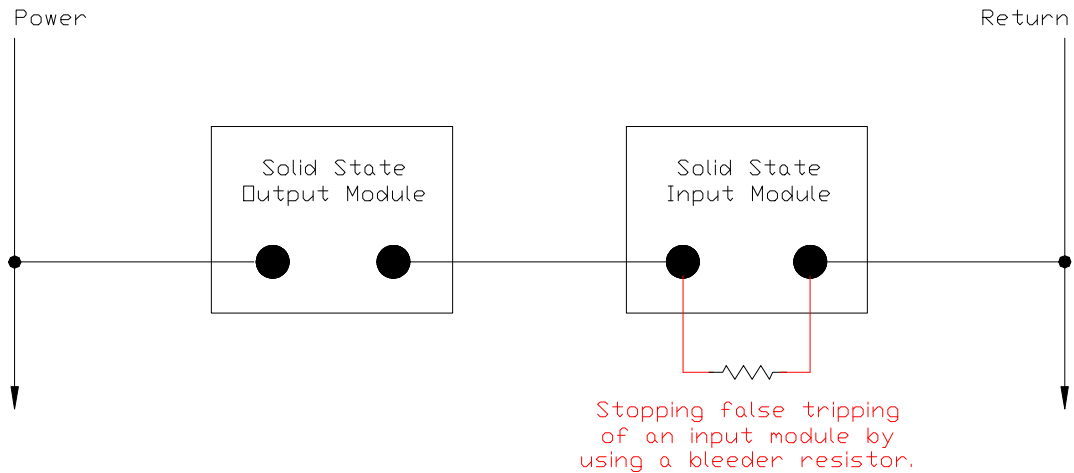 Power
Return
Solid State
Output Module
Solid State
Input Module
Stopping false tripping
of an input module by
using a bleeder resistor.